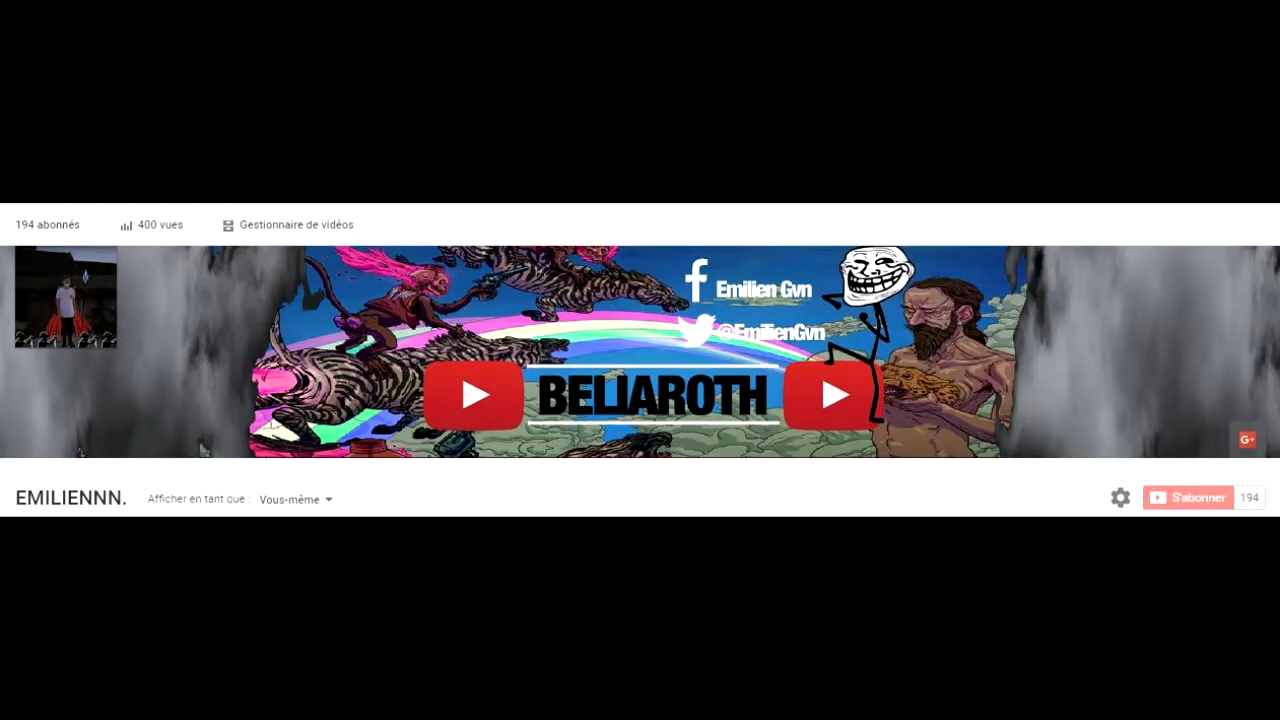 194 abonnés 400 vues Gestionnaire de vidéos
Emilien Gvn
@EmilienGvn
BELIAROTH
G+
EMILIENNN. Afficher en tant que : Vous-même S'abonner 194